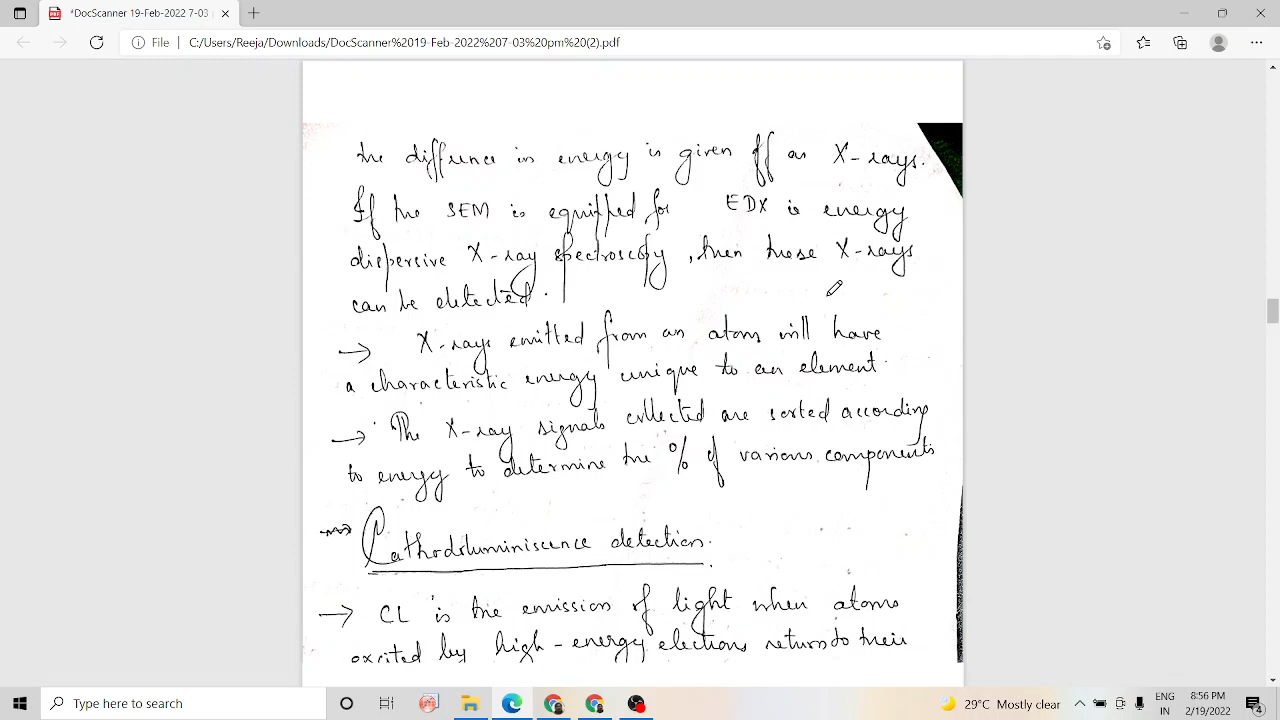 *DocScanner 19-Feb-2022 7-03
File
C:/Users/Reeja/Downloads/DocScanner%2019-Feb-2022%207-03%20pm%20(2).pdf
the diffrence in energy is given ff as X-rays.
If the SEM is equipped for EDX is energy
dispersive X-ray spectroscopy, then these X-rays
can be detected.
→ X-rays emitted from an atom will have
a characteristic energy unique to an element.
→ The X-ray signals collected are sorted according
to energy to determine the % of various components
Cathodoluminiscence detection.
→ CL is the emission of light when atoms
excited by high-energy electrons return to their
Type here to search
29°C Mostly clear
ENG
IN
8:56 PM
2/19/2022
4